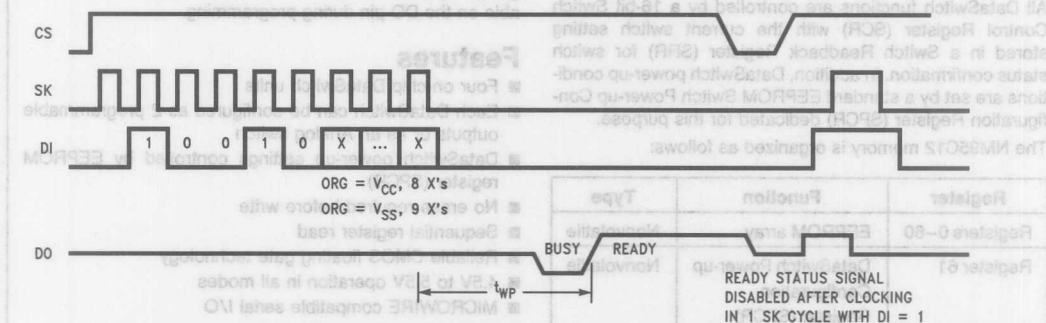 All DataSwitch functions are controlled by a 16-bit Switch
Control Register (SCR) with the current switch setting
stored in a Switch Readback Register (SRR) for switch
status confirmation. In addition, DataSwitch power-up condi-
tions are set by a standard EEPROM Switch Power-up Con-
figuration Register (SPCR) dedicated for this purpose.
The NM95C12 memory is organized as follows:
Register Function Type
Registers 0–60 EEPROM array Nonvolatile
Register 61 DataSwitch Power-up Nonvolatile
able on the DO pin during programming
Features
■ Four on-chip DataSwitch units
■ Each DataSwitch can be configured as 2 programmable
outputs or as an Analog switch
■ DataSwitch power-up settings controlled by EEPROM
register (SPCR)
■ No erase required before write
■ Sequential register read
■ Reliable CMOS floating gate technology
■ 4.5V to 5.5V operation in all modes
■ MICROWIRE compatible serial I/O
CS
SK
DI
1 0 0 1 0 X ... X
ORG = VCC, 8 X'S
ORG = VSS, 9 X'S
DO
BUSY READY
tWP
READY STATUS SIGNAL
DISABLED AFTER CLOCKING
IN 1 SK CYCLE WITH DI = 1